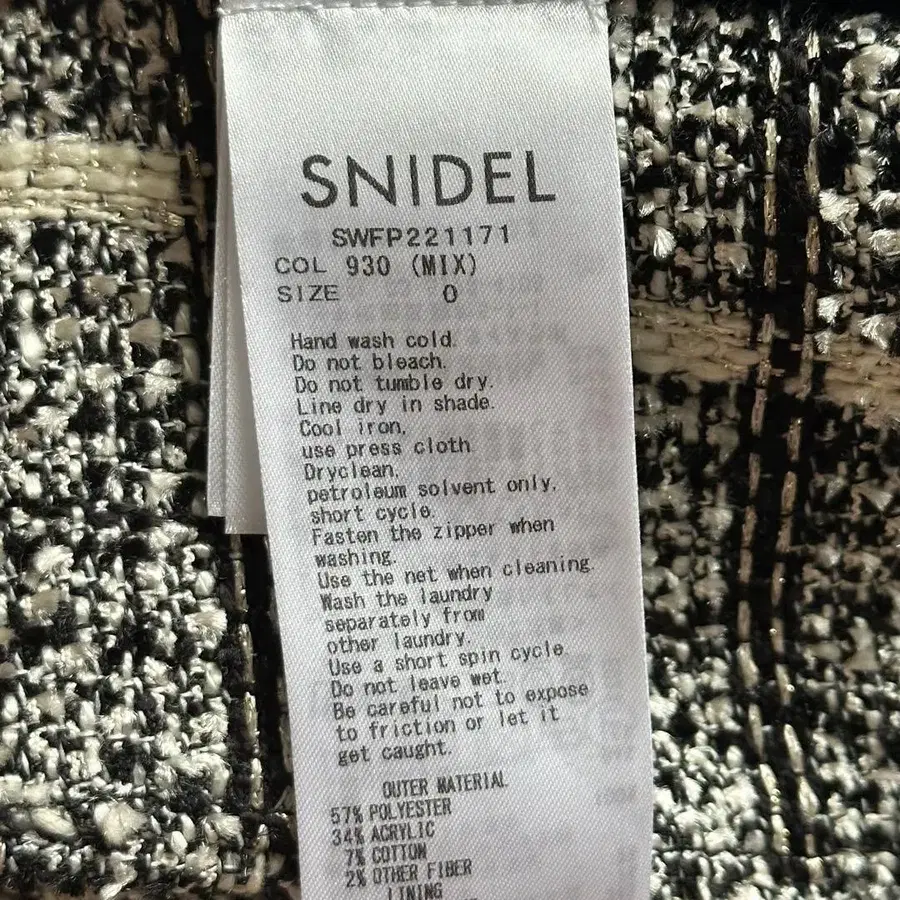 SNIDEL
SWFP221171
COL 930 (MIX)
SIZE 0
Hand wash cold.
Do not bleach.
Do not tumble dry.
Line dry in shade.
Cool iron,
use press cloth
Dryclean,
petroleum solvent only,
short cycle.
Fasten the zipper when
washing.
Use the net when cleaning.
Wash the laundry
separately from
other laundry.
Use a short spin cycle.
Do not leave wet.
Be careful not to expose
to friction or let it
get caught.
OUTER MATERIAL
57% POLYESTER
34% ACRYLIC
7% COTTON
2% OTHER FIBER
LINING